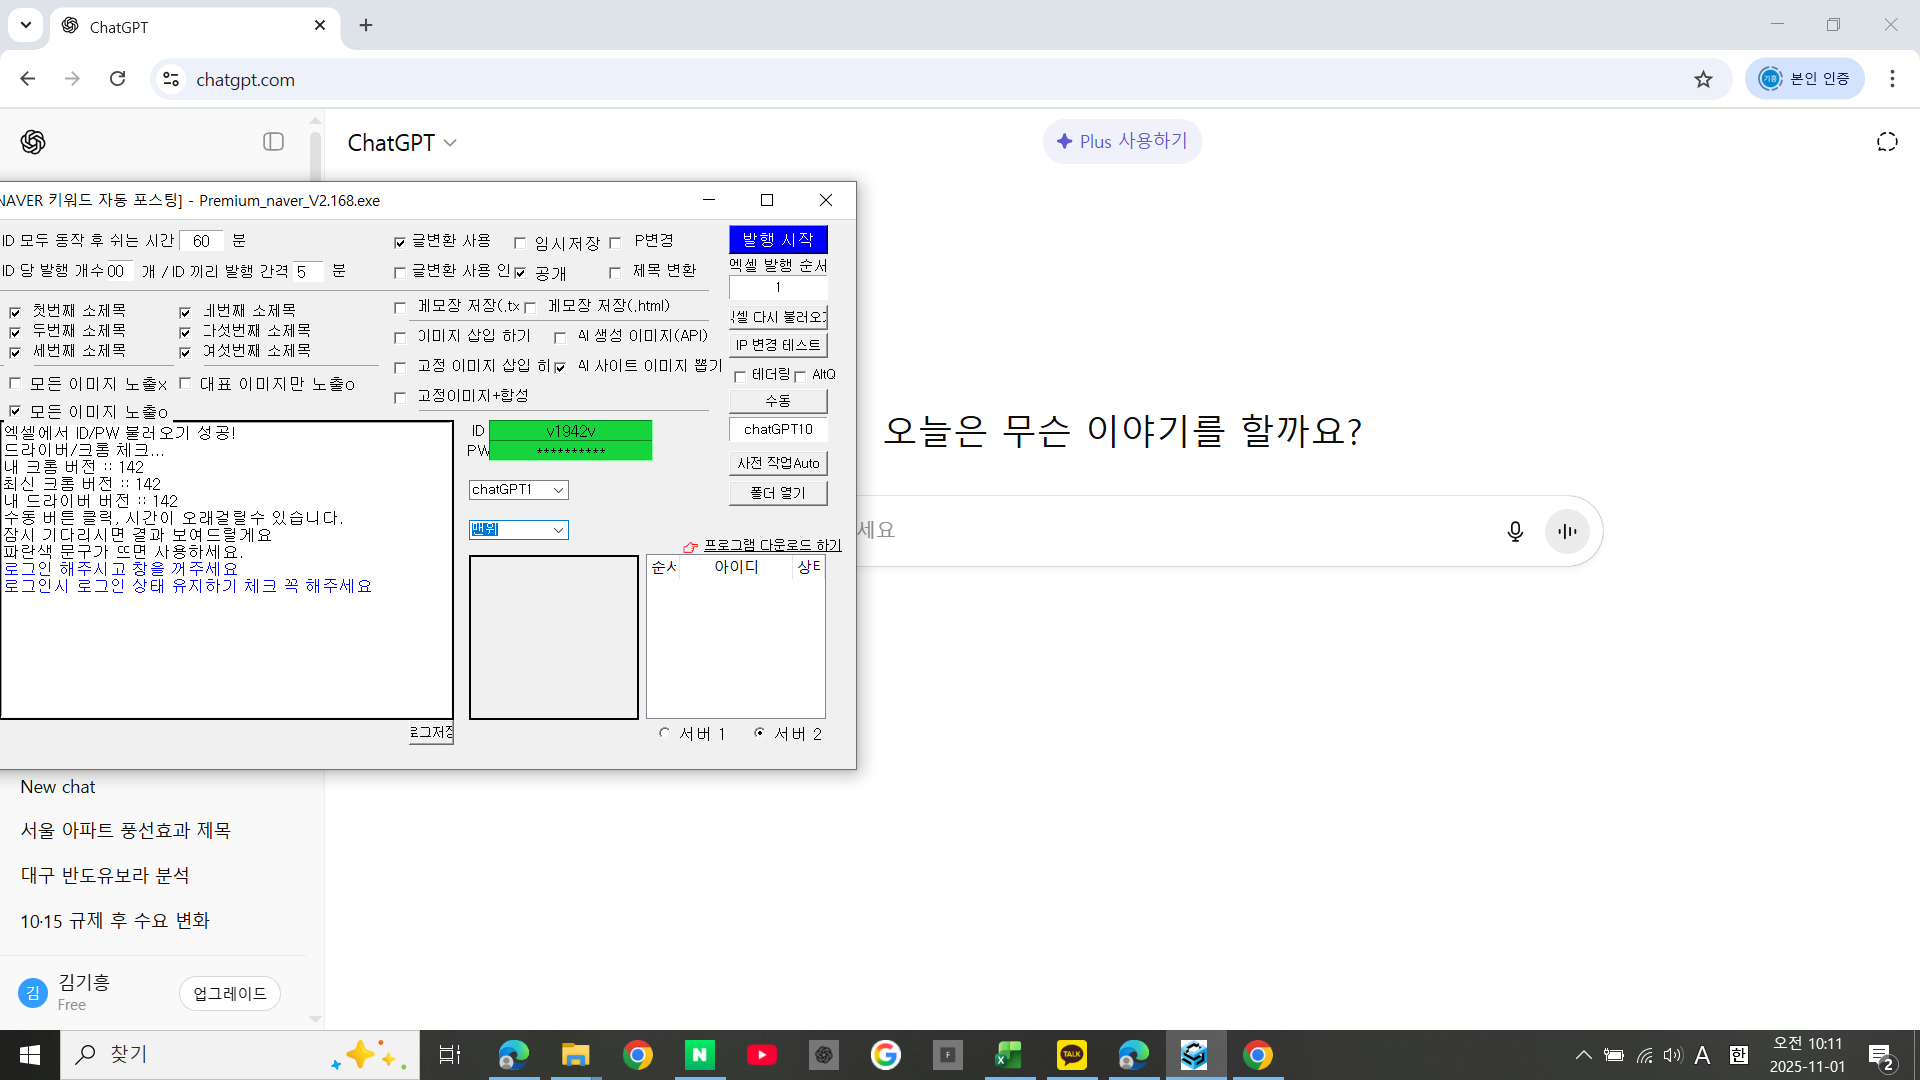 ChatGPT
chatgpt.com
본인 인증
ChatGPT
Plus 사용하기
NAVER 키워드 자동 포스팅] - Premium_naver_V2.168.exe
ID 모두 동작 후 쉬는 시간 60 분
글변환 사용 임시저장 P변경
발행 시작
ID 당 발행 개수 00 개 / ID 끼리 발행 간격 5 분
글변환 사용 인 공개 제목 변환
엑셀 발행 순서
1
첫번째 소제목 네번째 소제목
메모장 저장(.tx 메모장 저장(.html)
엑셀 다시 불러오기
두번째 소제목 다섯번째 소제목
이미지 삽입 하기 AI 생성 이미지(API)
IP 변경 테스트
세번째 소제목 여섯번째 소제목
고정 이미지 삽입 하 AI 사이트 이미지 뽑기
테더링 AltQ
모든 이미지 노출x 대표 이미지만 노출o
고정이미지+합성
수동
모든 이미지 노출o
chatGPT10
엑셀에서 ID/PW 불러오기 성공!
드라이버/크롬 체크...
내 크롬 버전 :: 142
최신 크롬 버전 :: 142
내 드라이버 버전 :: 142
수동 버튼 클릭, 시간이 오래걸릴수 있습니다.
잠시 기다리시면 결과 보여드릴게요
파란색 문구가 뜨면 사용하세요.
로그인 해주시고 창을 꺼주세요
로그인시 로그인 상태 유지하기 체크 꼭 해주세요
ID v1942v
PW **********
사전 작업Auto
chatGPT1
폴더 열기
맨위
프로그램 다운로드 하기
순서 아이디 상태
로그저장
서버 1 서버 2
오늘은 무슨 이야기를 할까요?
세요
New chat
서울 아파트 풍선효과 제목
대구 반도유보라 분석
10·15 규제 후 수요 변화
김 김기흥
Free
업그레이드
찾기
N
F
TALK
A
한
오전 10:11
2025-11-01
2